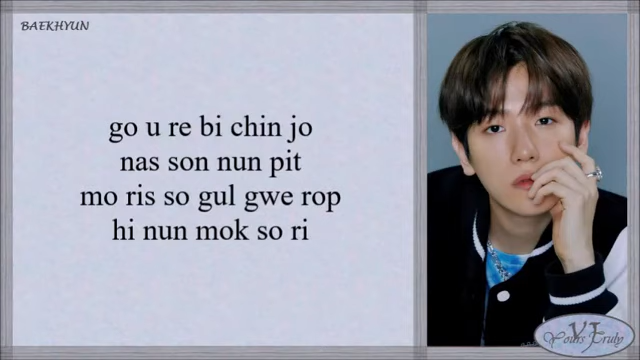 BAEKHYUN
go u re bi chin jo
nas son nun pit
mo ris so gul gwe rop
hi nun mok so ri
Yours Truly